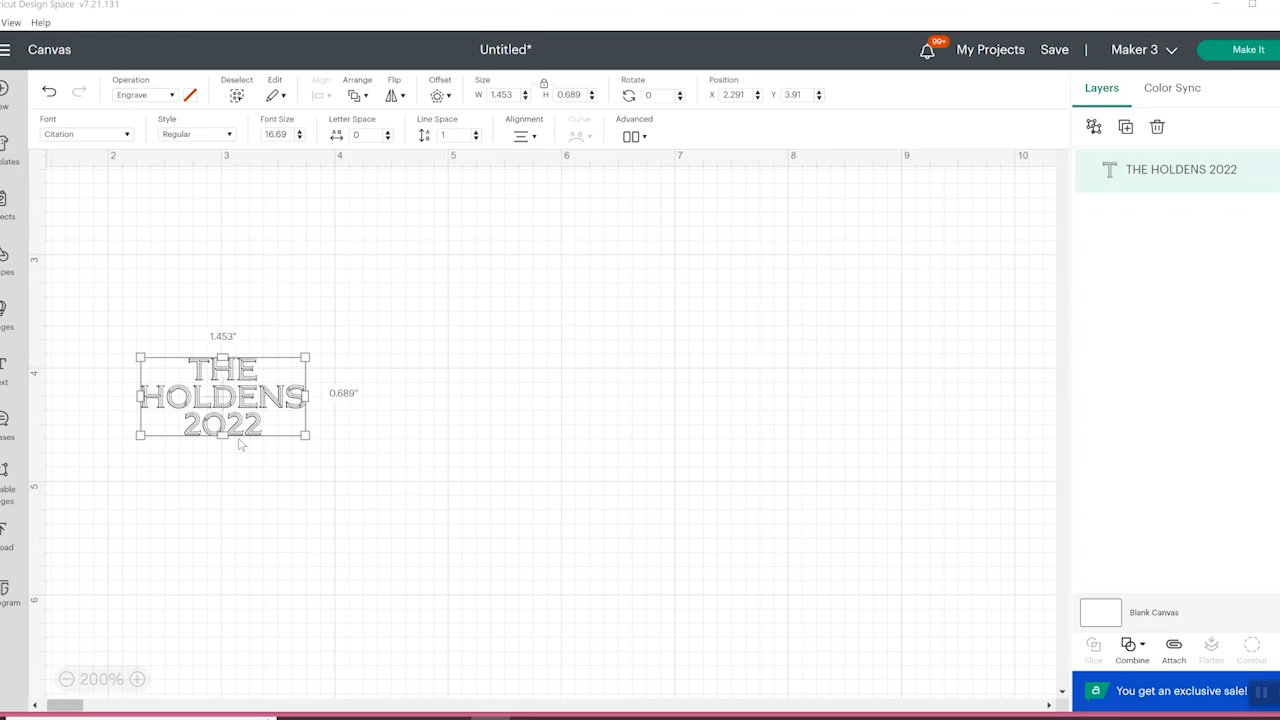 ricut Design Space v7.21.131
View Help
Canvas
Untitled*
99+
My Projects
Save
|
Maker 3
Make It
Operation
Engrave
Deselect
Edit
Align
Arrange
Flip
Offset
Size
W 1.453
H 0.689
Rotate
0
Position
X 2.291
Y 3.91
Font
Citation
Style
Regular
Font Size
16.69
Letter Space
0
Line Space
1
Alignment
Curve
Advanced
Layers
Color Sync
THE HOLDENS 2022
2 3 4 5 6 7 8 9 10
3
4
5
6
1.453"
0.689"
THE
HOLDENS
2022
200%
Blank Canvas
Slice
Combine
Attach
Flatten
Contour
a
You get an exclusive sale!